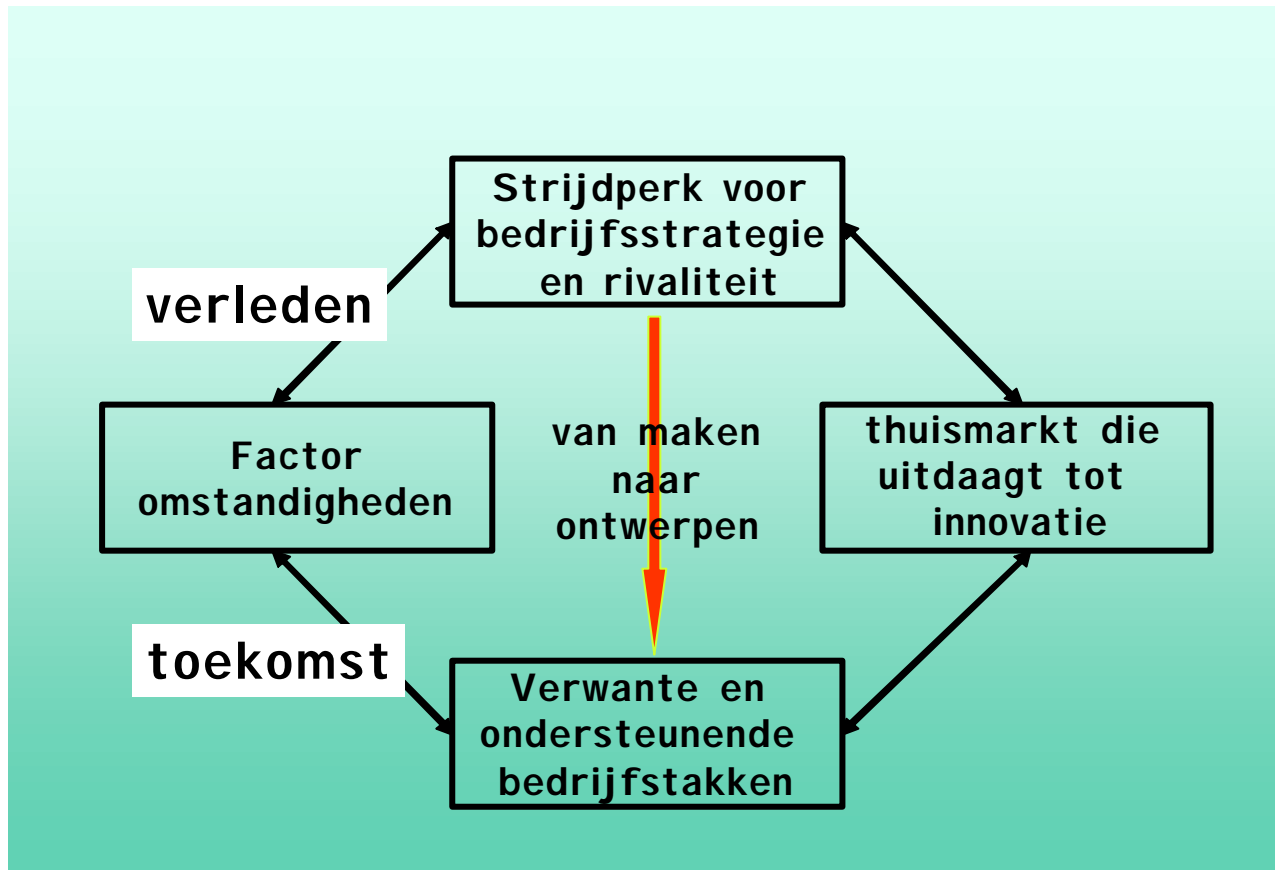 Strijdperk voor
bedrijfsstrategie
en rivaliteit
verleden
Factor
omstandigheden
van maken
naar
ontwerpen
thuismarkt die
uitdaagt tot
innovatie
toekomst
Verwante en
ondersteunende
bedrijfstakken